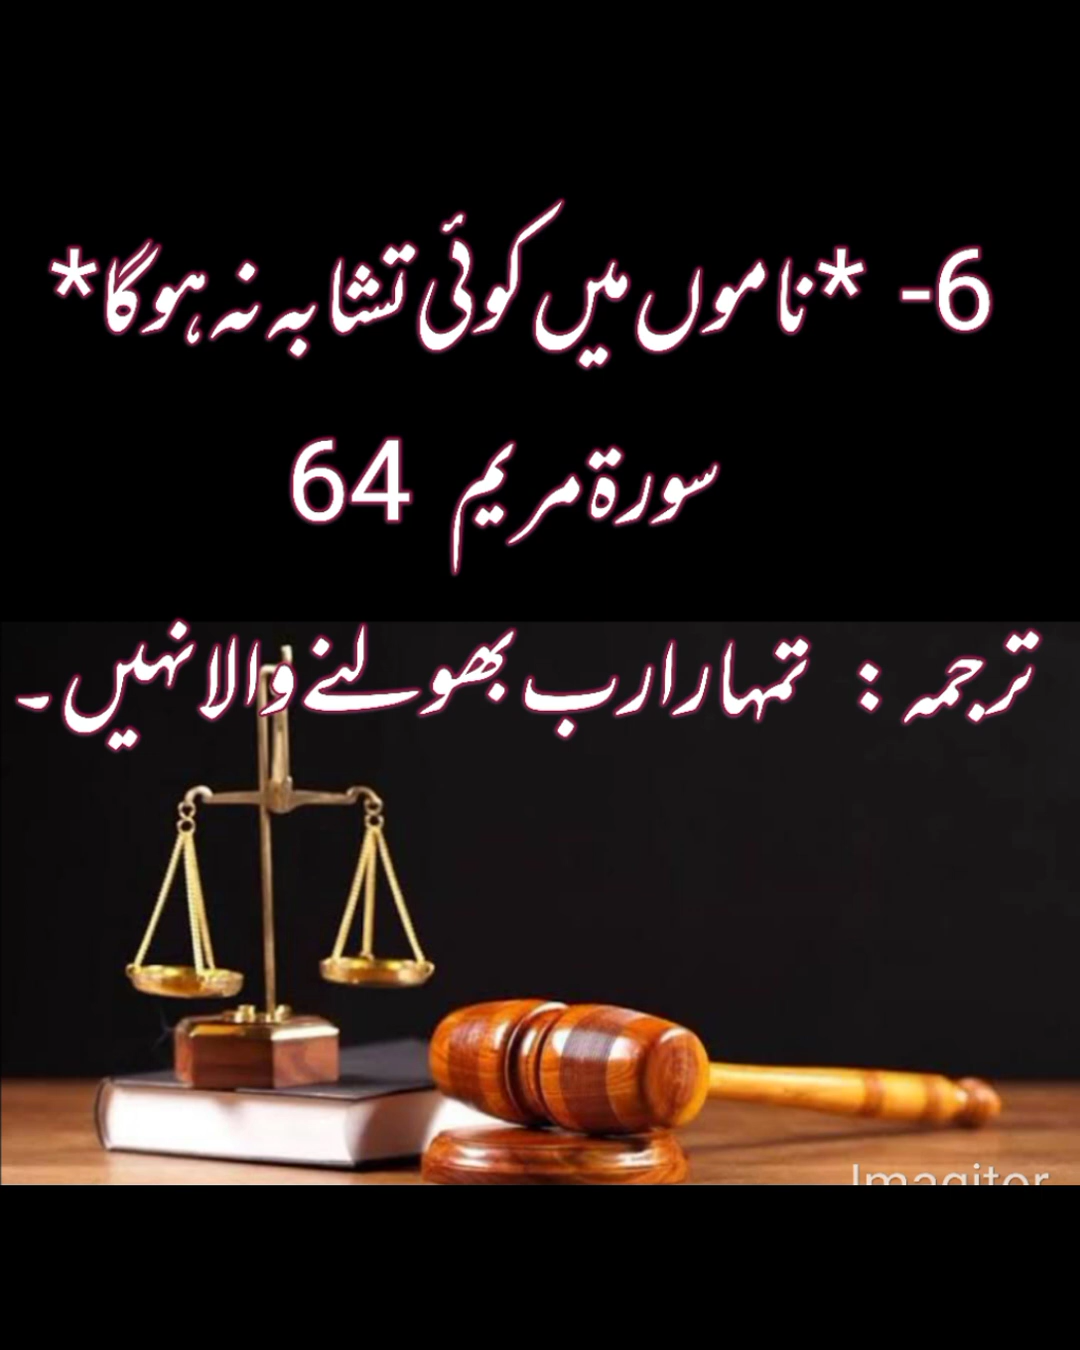 6- *ناموں میں کوئی تشابہ نہ ہوگا*
سورۃ مریم 64
ترجمہ : تمہارا رب بھولنے والا نہیں ۔
Imagitor